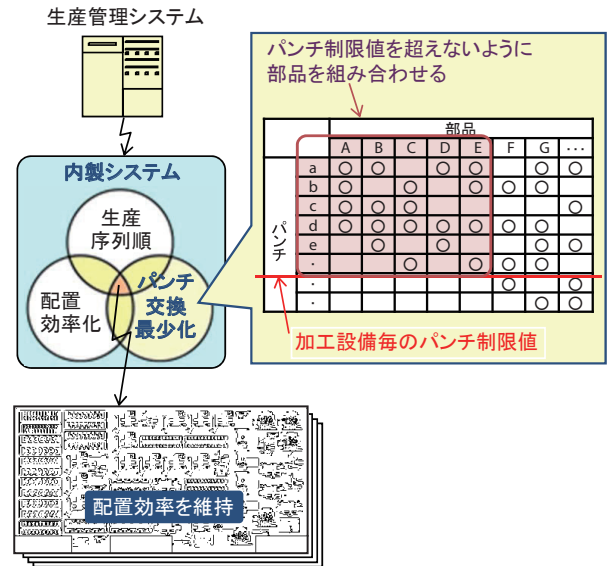 生産管理システム
パンチ制限値を超えないように
部品を組み合わせる
部品
A B C D E F G ···
パンチ
a ○ ○ ○ ○ ○ ○
b ○ ○ ○ ○ ○
c ○ ○ ○ ○
d ○ ○ ○ ○ ○ ○ ○
e ○ ○ ○ ○
· ○ ○ ○ ○
· ○ ○
· ○ ○
加工設備毎のパンチ制限値
内製システム
生産
序列順
配置
効率化
パンチ
交換
最少化
配置効率を維持